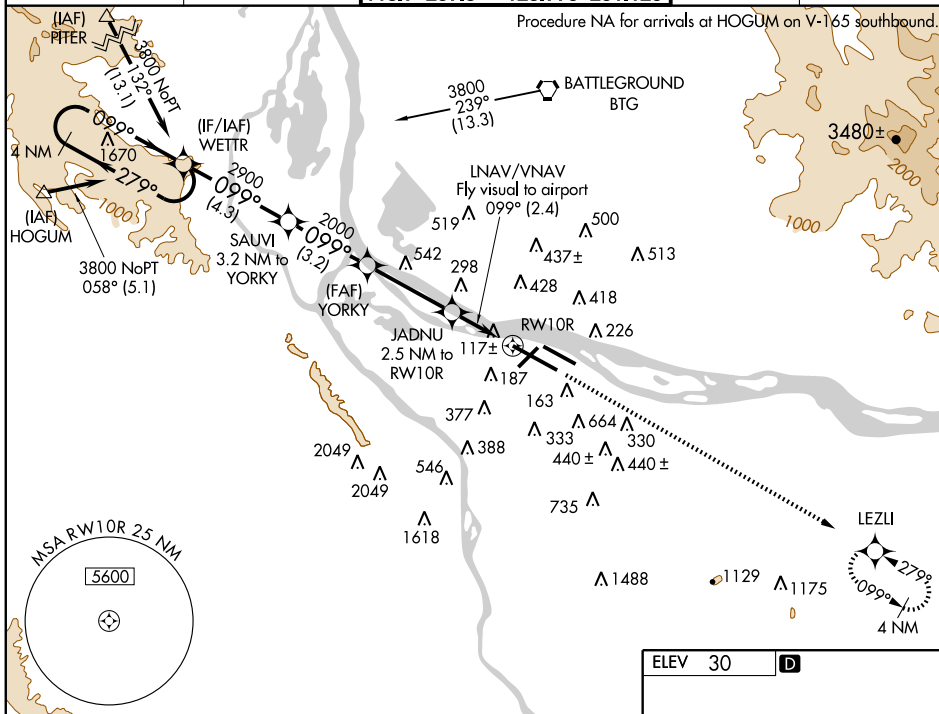 Procedure NA for arrivals at HOGUM on V-165 southbound.
(IAF)
PITER
3800 NoPT
132°
(13.1)
3800
239°
(13.3)
BATTLEGROUND
BTG
3480±
2000
1000
099°
4 NM
1670
279°
(IF/IAF)
WETTR
2900
099°
(4.3)
(IAF)
HOGUM
1000
3800 NoPT
058° (5.1)
SAUVI
3.2 NM to
YORKY
2000
099°
(3.2)
(FAF)
YORKY
LNAV/VNAV
Fly visual to airport
099° (2.4)
519
500
542
437±
513
298
428
418
JADNU
2.5 NM to
RW10R
117±
RW10R
226
187
163
377
664
333
330
388
440 ±
440 ±
2049
2049
546
735
1618
1488
1129
1175
LEZLI
279°
099°
4 NM
MSA RW10R 25 NM
5600
ELEV 30
D